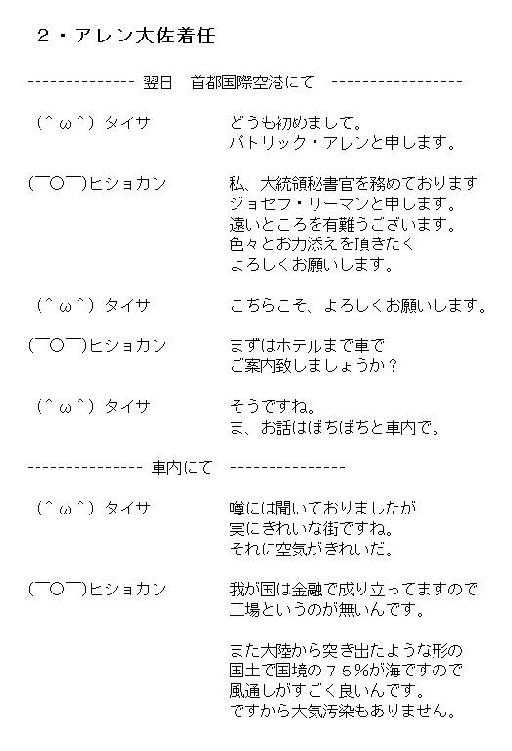 ２・アレン大佐着任
-------------- 翌日　首都国際空港にて -----------------
(＾ω＾) タイサ　どうも初めまして。
パトリック・アレンと申します。
(￣○￣)ヒショカン　私、大統領秘書官を務めております
ジョセフ・リーマンと申します。
遠いところを有難うございます。
色々とお力添えを頂きたく
よろしくお願いします。
(＾ω＾) タイサ　こちらこそ、よろしくお願いします。
(￣○￣)ヒショカン　まずはホテルまで車で
ご案内致しましょうか？
(＾ω＾) タイサ　そうですね。
ま、お話はぼちぼちと車内で。
--------------- 車内にて ---------------
(＾ω＾) タイサ　噂には聞いておりましたが
実にきれいな街ですね。
それに空気がきれいだ。
(￣○￣)ヒショカン　我が国は金融で成り立ってますので
工場というのが無いんです。
また大陸から突き出たような形の
国土で国境の７５％が海ですので
風通しがすごく良いんです。
ですから大気汚染もありません。